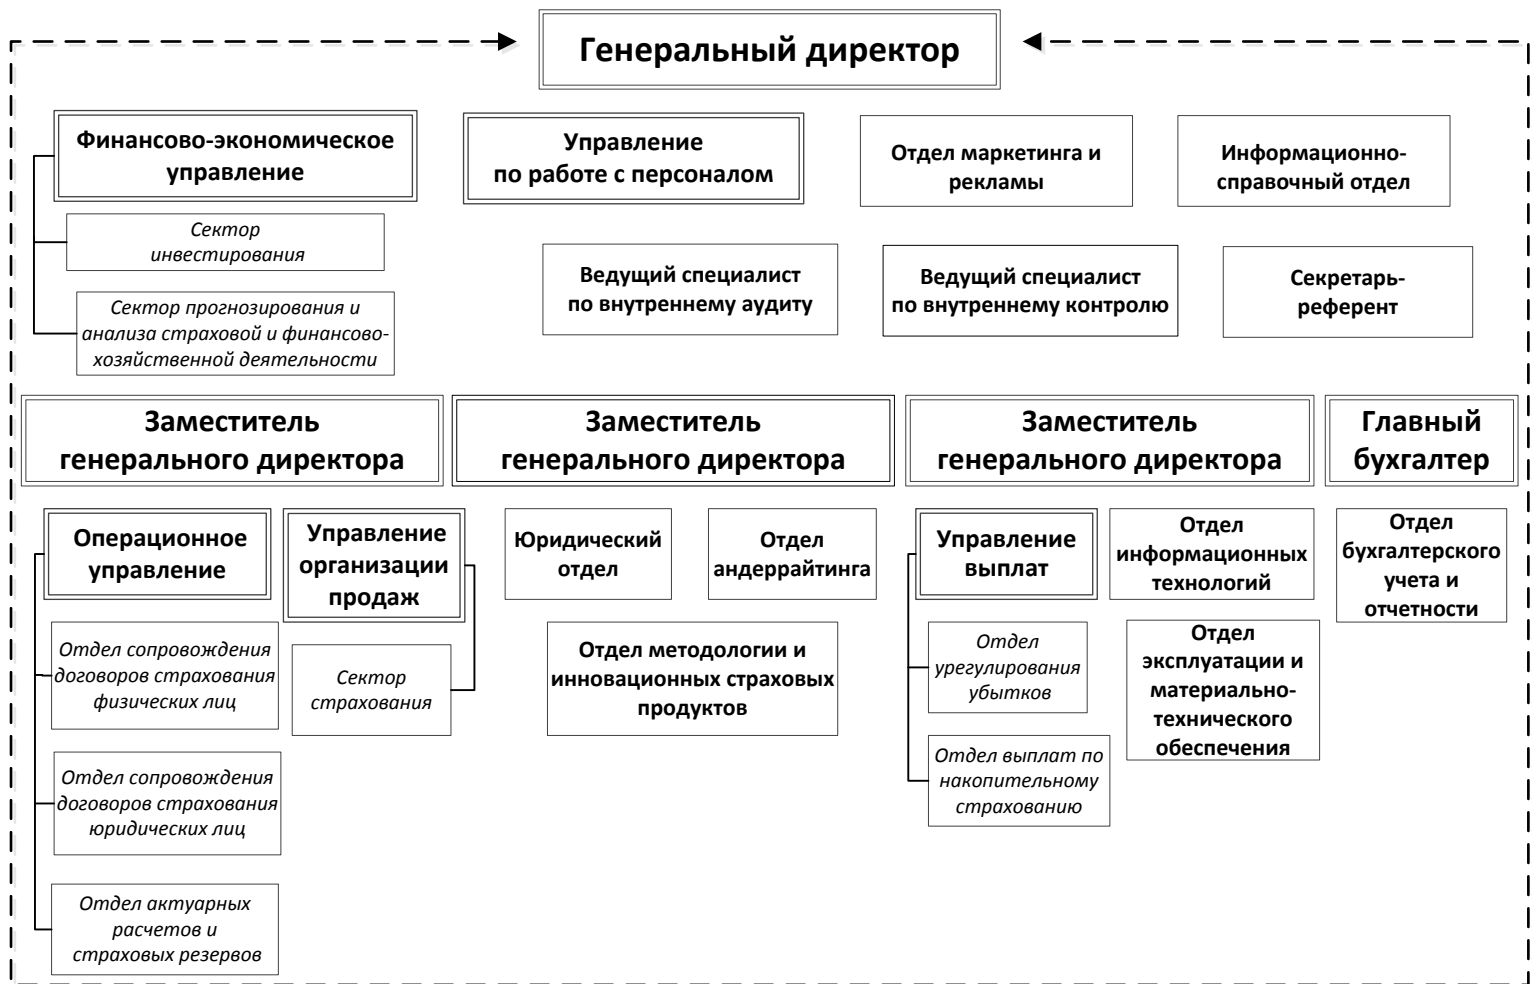 Генеральный директор
Финансово-экономическое
управление
Управление
по работе с персоналом
Отдел маркетинга и
рекламы
Информационно-
справочный отдел
Сектор
инвестирования
Сектор прогнозирования и
анализа страховой и финансово-
хозяйственной деятельности
Ведущий специалист
по внутреннему аудиту
Ведущий специалист
по внутреннему контролю
Секретарь-
референт
Заместитель
генерального директора
Заместитель
генерального директора
Заместитель
генерального директора
Главный
бухгалтер
Операционное
управление
Управление
организации
продаж
Юридический
отдел
Отдел
андеррайтинга
Управление
выплат
Отдел
информационных
технологий
Отдел
бухгалтерского
учета и
отчетности
Отдел сопровождения
договоров страхования
физических лиц
Сектор
страхования
Отдел методологии и
инновационных страховых
продуктов
Отдел
урегулирования
убытков
Отдел
эксплуатации и
материально-
технического
обеспечения
Отдел сопровождения
договоров страхования
юридических лиц
Отдел выплат по
накопительному
страхованию
Отдел актуарных
расчетов и
страховых резервов